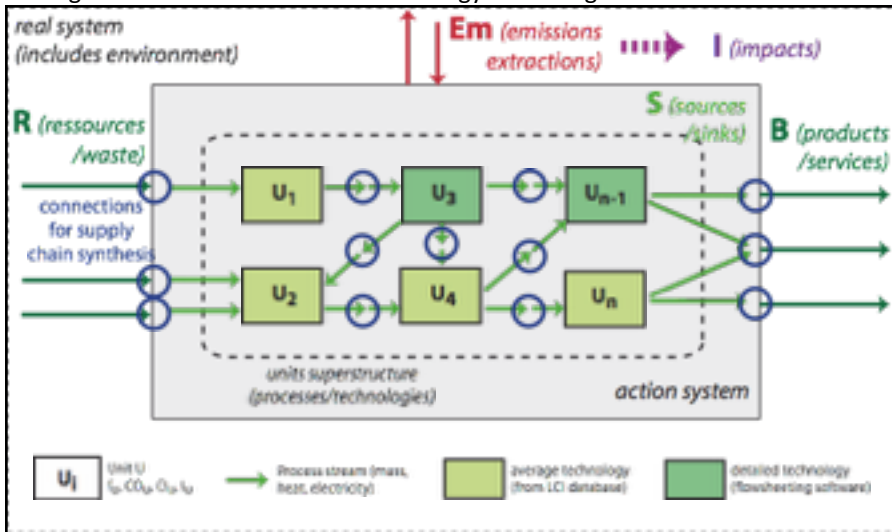 real system
(includes environment)
Em (emissions
extractions)
I (impacts)
R (ressources
/waste)
S (sources
/sinks)
B (products
/services)
connections
for supply
chain synthesis
U1
U3
Un-1
U2
U4
Un
units superstructure
(processes/technologies)
action system
Ui
Unit U
Process stream (mass,
heat, electricity)
average technology
(from LCI database)
detailed technology
(flowsheeting software)